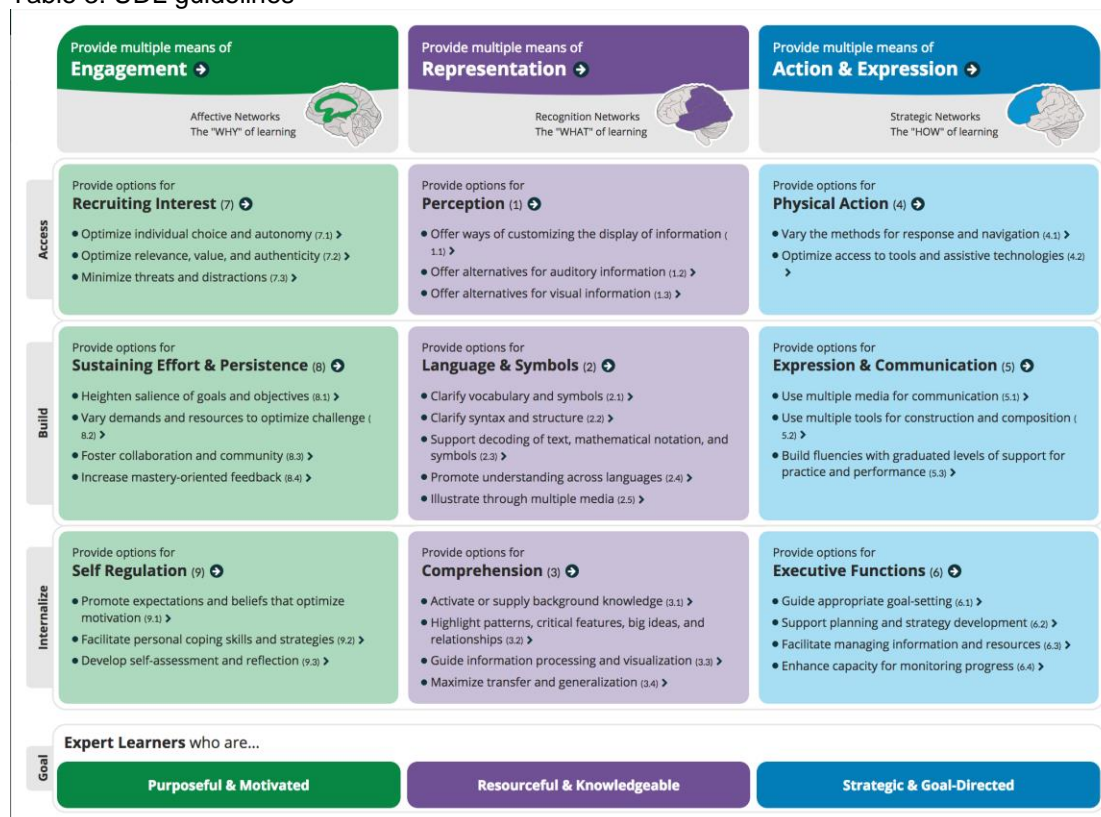 Provide multiple means of
Engagement
Affective Networks
The "WHY" of learning
Provide multiple means of
Representation
Recognition Networks
The "WHAT" of learning
Provide multiple means of
Action & Expression
Strategic Networks
The "HOW" of learning
Access
Provide options for
Recruiting Interest (7)
• Optimize individual choice and autonomy (7.1) >
• Optimize relevance, value, and authenticity (7.2) >
• Minimize threats and distractions (7.3) >
Provide options for
Perception (1)
• Offer ways of customizing the display of information (
1.1) >
• Offer alternatives for auditory information (1.2) >
• Offer alternatives for visual information (1.3) >
Provide options for
Physical Action (4)
• Vary the methods for response and navigation (4.1) >
• Optimize access to tools and assistive technologies (4.2)
>
Build
Provide options for
Sustaining Effort & Persistence (8)
• Heighten salience of goals and objectives (8.1) >
• Vary demands and resources to optimize challenge (
8.2) >
• Foster collaboration and community (8.3) >
• Increase mastery-oriented feedback (8.4) >
Provide options for
Language & Symbols (2)
• Clarify vocabulary and symbols (2.1) >
• Clarify syntax and structure (2.2) >
• Support decoding of text, mathematical notation, and
symbols (2.3) >
• Promote understanding across languages (2.4) >
• Illustrate through multiple media (2.5) >
Provide options for
Expression & Communication (5)
• Use multiple media for communication (5.1) >
• Use multiple tools for construction and composition (
5.2) >
• Build fluencies with graduated levels of support for
practice and performance (5.3) >
Internalize
Provide options for
Self Regulation (9)
• Promote expectations and beliefs that optimize
motivation (9.1) >
• Facilitate personal coping skills and strategies (9.2) >
• Develop self-assessment and reflection (9.3) >
Provide options for
Comprehension (3)
• Activate or supply background knowledge (3.1) >
• Highlight patterns, critical features, big ideas, and
relationships (3.2) >
• Guide information processing and visualization (3.3) >
• Maximize transfer and generalization (3.4) >
Provide options for
Executive Functions (6)
• Guide appropriate goal-setting (6.1) >
• Support planning and strategy development (6.2) >
• Facilitate managing information and resources (6.3) >
• Enhance capacity for monitoring progress (6.4) >
Goal
Expert Learners who are...
Purposeful & Motivated
Resourceful & Knowledgeable
Strategic & Goal-Directed